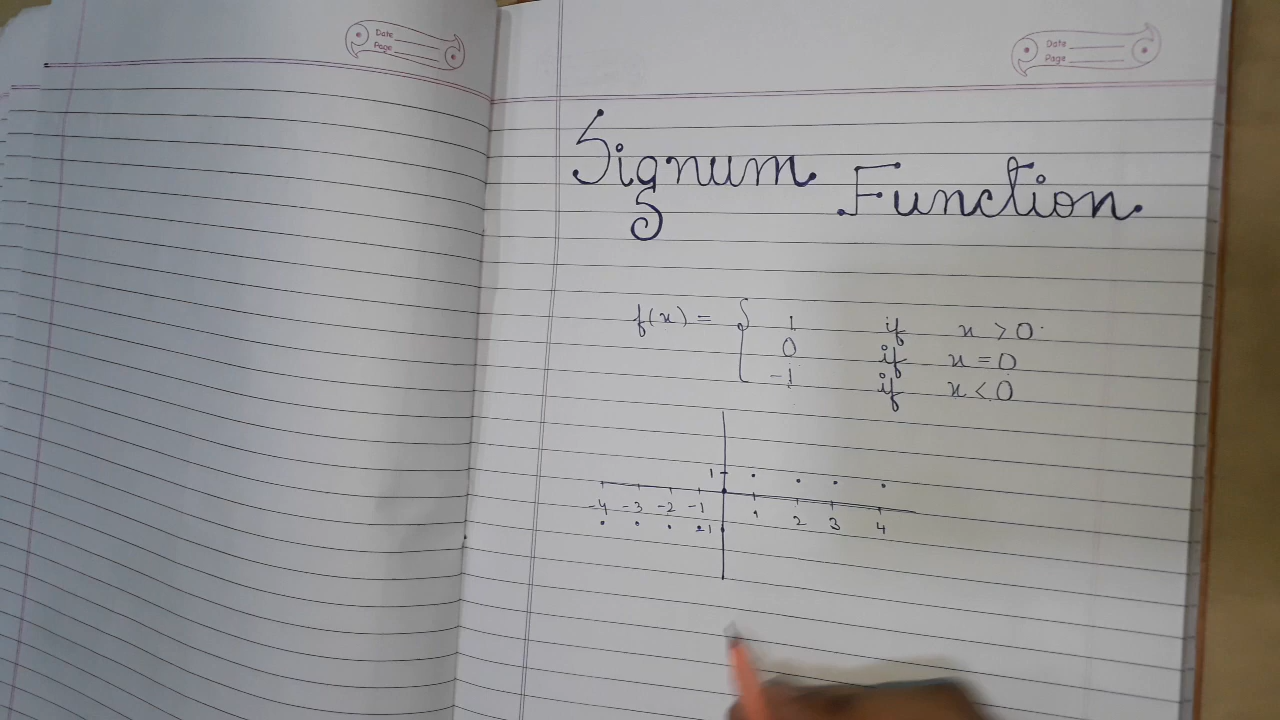 Date
Page
Date
Page
Signum Function
f(x) = { 1 if x > 0
0 if x = 0
-1 if x < 0
1
-4 -3 -2 -1 1 2 3 4
-1